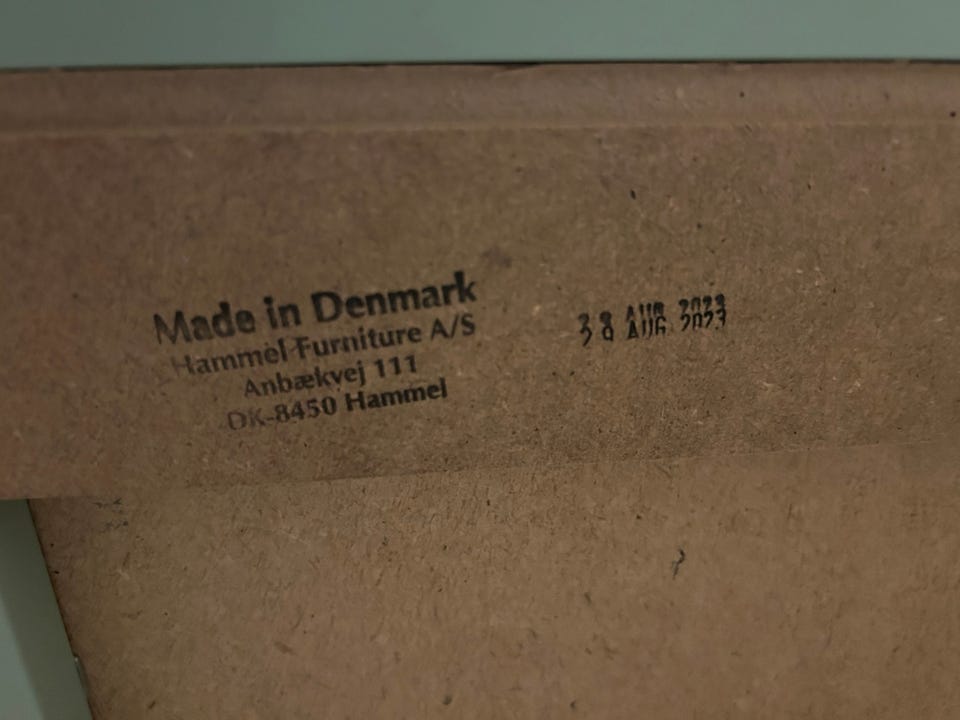 Made in Denmark
Hammel Furniture A/S
Anbækvej 111
DK-8450 Hammel
AUG 2023